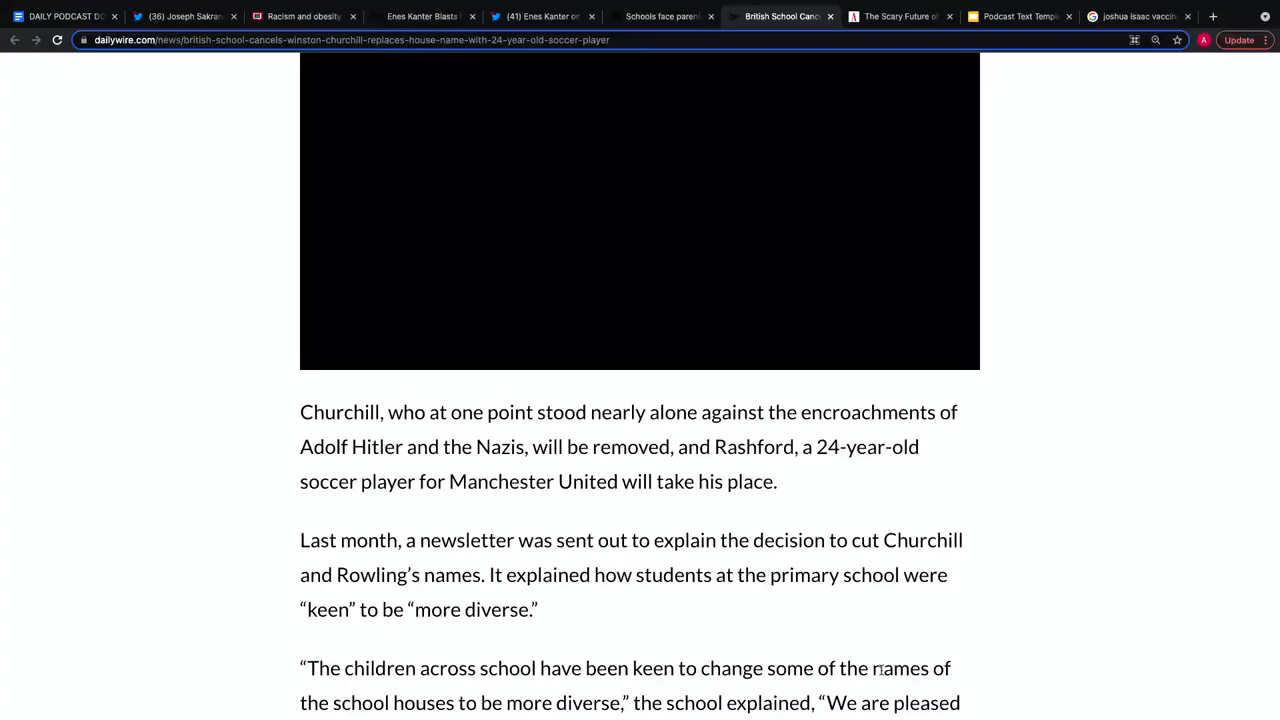 DAILY PODCAST DO
(36) Joseph Sakran
Racism and obesity
Enes Kanter Blasts
(41) Enes Kanter on
Schools face parent
British School Canc
The Scary Future of
Podcast Text Templ
joshua isaac vaccin
dailywire.com/news/british-school-cancels-winston-churchill-replaces-house-name-with-24-year-old-soccer-player
A
Update
Churchill, who at one point stood nearly alone against the encroachments of
Adolf Hitler and the Nazis, will be removed, and Rashford, a 24-year-old
soccer player for Manchester United will take his place.
Last month, a newsletter was sent out to explain the decision to cut Churchill
and Rowling’s names. It explained how students at the primary school were
“keen” to be “more diverse.”
“The children across school have been keen to change some of the names of
the school houses to be more diverse,” the school explained, “We are pleased